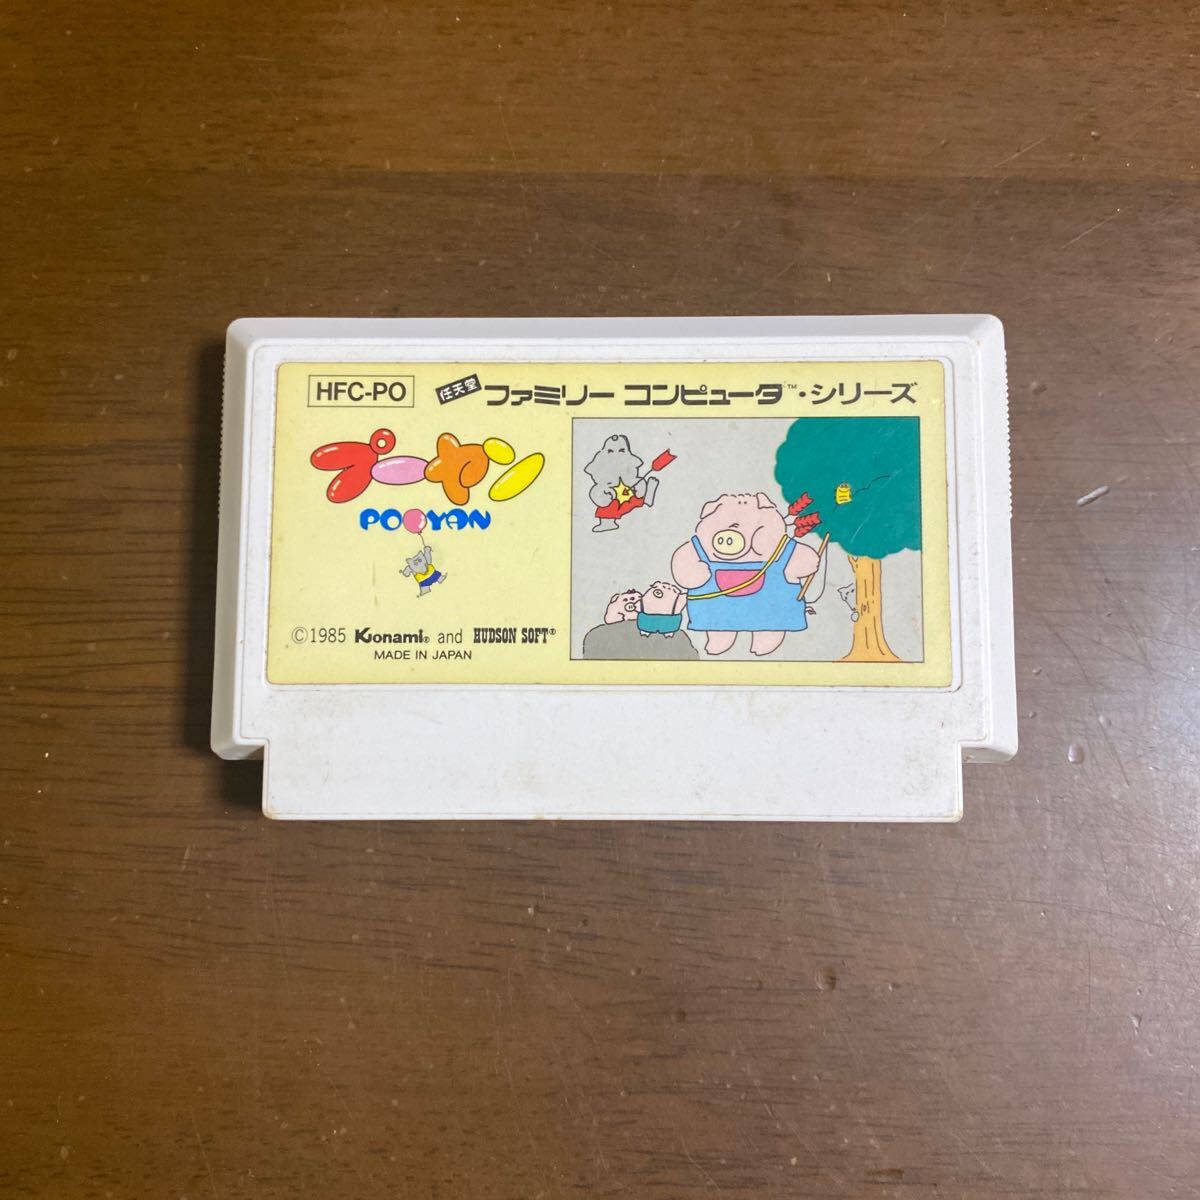 HFC-PO 任天堂 ファミリー コンピュータ™・シリーズ
プーヤン
POOYAN
©1985 Konami® and HUDSON SOFT®
MADE IN JAPAN